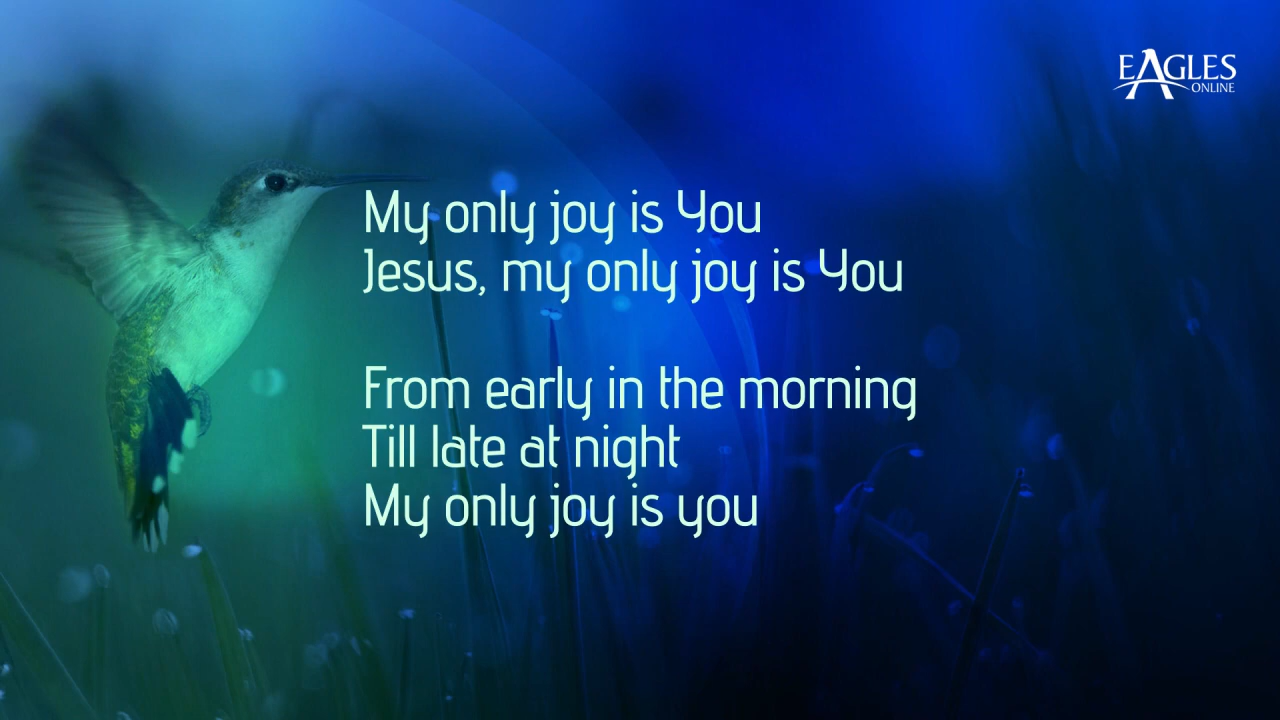 EAGLES
ONLINE
My only joy is You
Jesus, my only joy is You
From early in the morning
Till late at night
My only joy is you